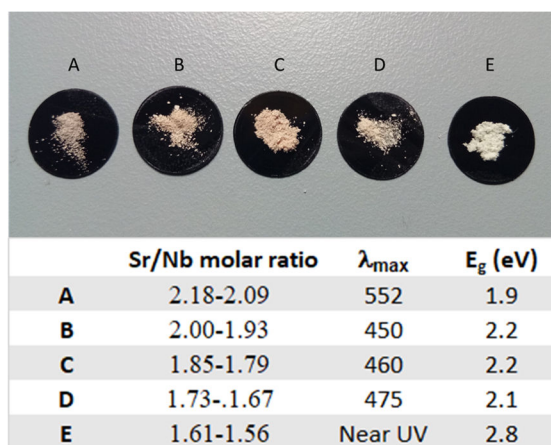 A B C D E
Sr/Nb molar ratio λmax Eg (eV)
A 2.18-2.09 552 1.9
B 2.00-1.93 450 2.2
C 1.85-1.79 460 2.2
D 1.73-.1.67 475 2.1
E 1.61-1.56 Near UV 2.8